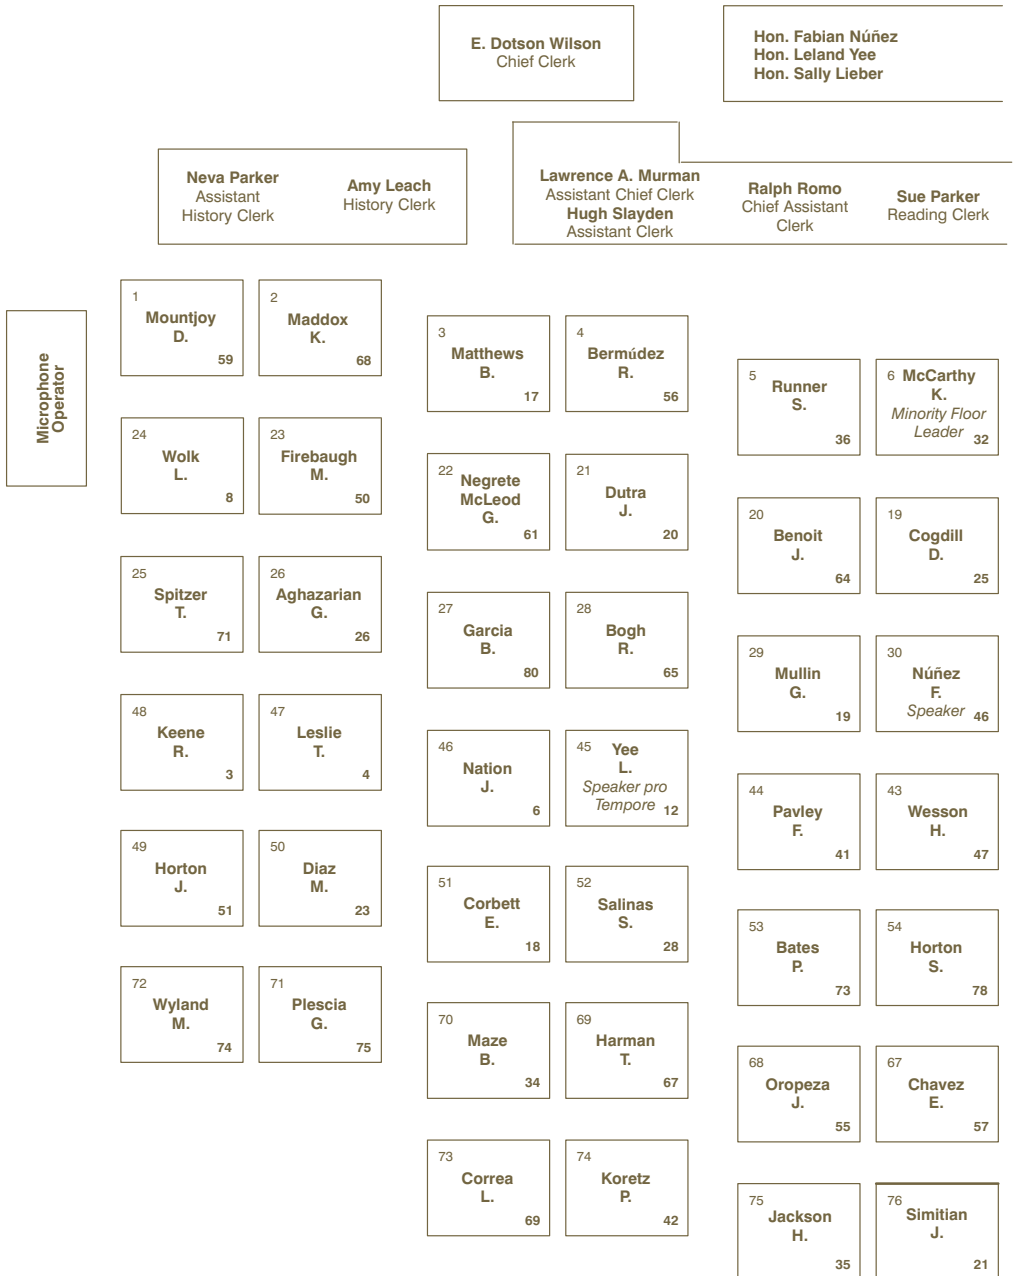 E. Dotson Wilson
Chief Clerk
Hon. Fabian Núñez
Hon. Leland Yee
Hon. Sally Lieber
Neva Parker
Assistant
History Clerk
Amy Leach
History Clerk
Lawrence A. Murman
Assistant Chief Clerk
Hugh Slayden
Assistant Clerk
Ralph Romo
Chief Assistant
Clerk
Sue Parker
Reading Clerk
Microphone
Operator
1
Mountjoy
D.
59
2
Maddox
K.
68
3
Matthews
B.
17
4
Bermúdez
R.
56
5
Runner
S.
36
6 McCarthy
K.
Minority Floor
Leader 32
24
Wolk
L.
8
23
Firebaugh
M.
50
22
Negrete
McLeod
G.
61
21
Dutra
J.
20
20
Benoit
J.
64
19
Cogdill
D.
25
25
Spitzer
T.
71
26
Aghazarian
G.
26
27
Garcia
B.
80
28
Bogh
R.
65
29
Mullin
G.
19
30
Núñez
F.
Speaker 46
48
Keene
R.
3
47
Leslie
T.
4
46
Nation
J.
6
45 Yee
L.
Speaker pro
Tempore 12
44
Pavley
F.
41
43
Wesson
H.
47
49
Horton
J.
51
50
Diaz
M.
23
51
Corbett
E.
18
52
Salinas
S.
28
53
Bates
P.
73
54
Horton
S.
78
72
Wyland
M.
74
71
Plescia
G.
75
70
Maze
B.
34
69
Harman
T.
67
68
Oropeza
J.
55
67
Chavez
E.
57
73
Correa
L.
69
74
Koretz
P.
42
75
Jackson
H.
35
76
Simitian
J.
21